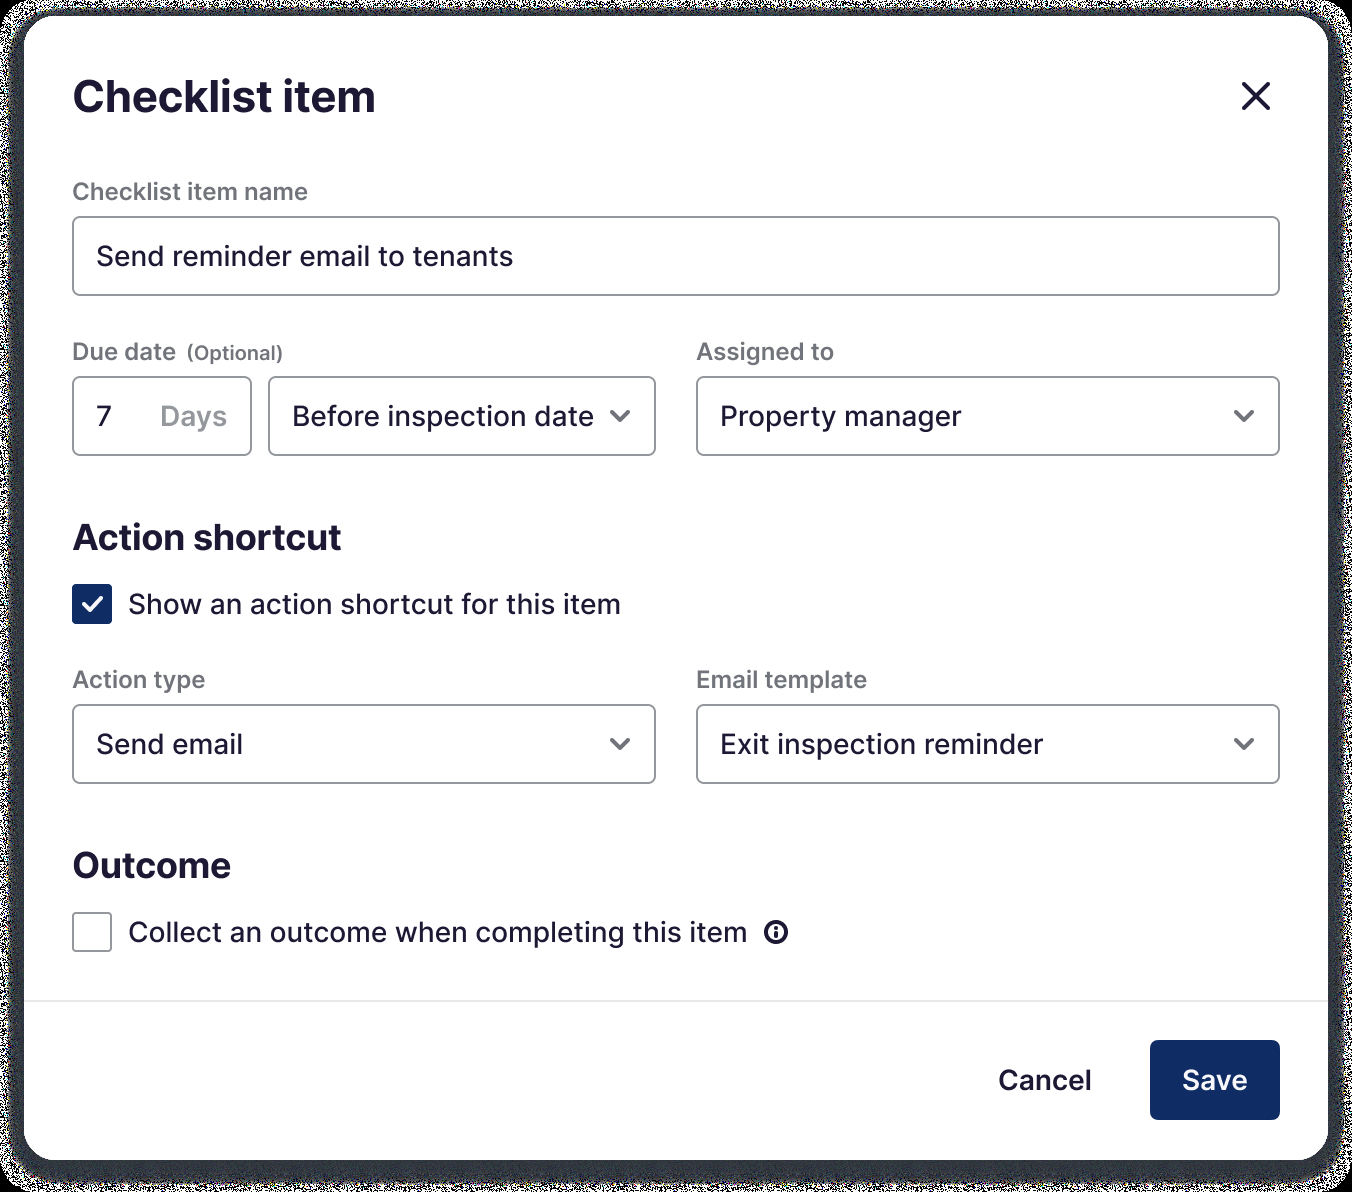 Checklist item
Checklist item name
Send reminder email to tenants
Due date (Optional)
Assigned to
7 Days
Before inspection date
Property manager
Action shortcut
Show an action shortcut for this item
Action type
Email template
Send email
Exit inspection reminder
Outcome
Collect an outcome when completing this item
Cancel
Save